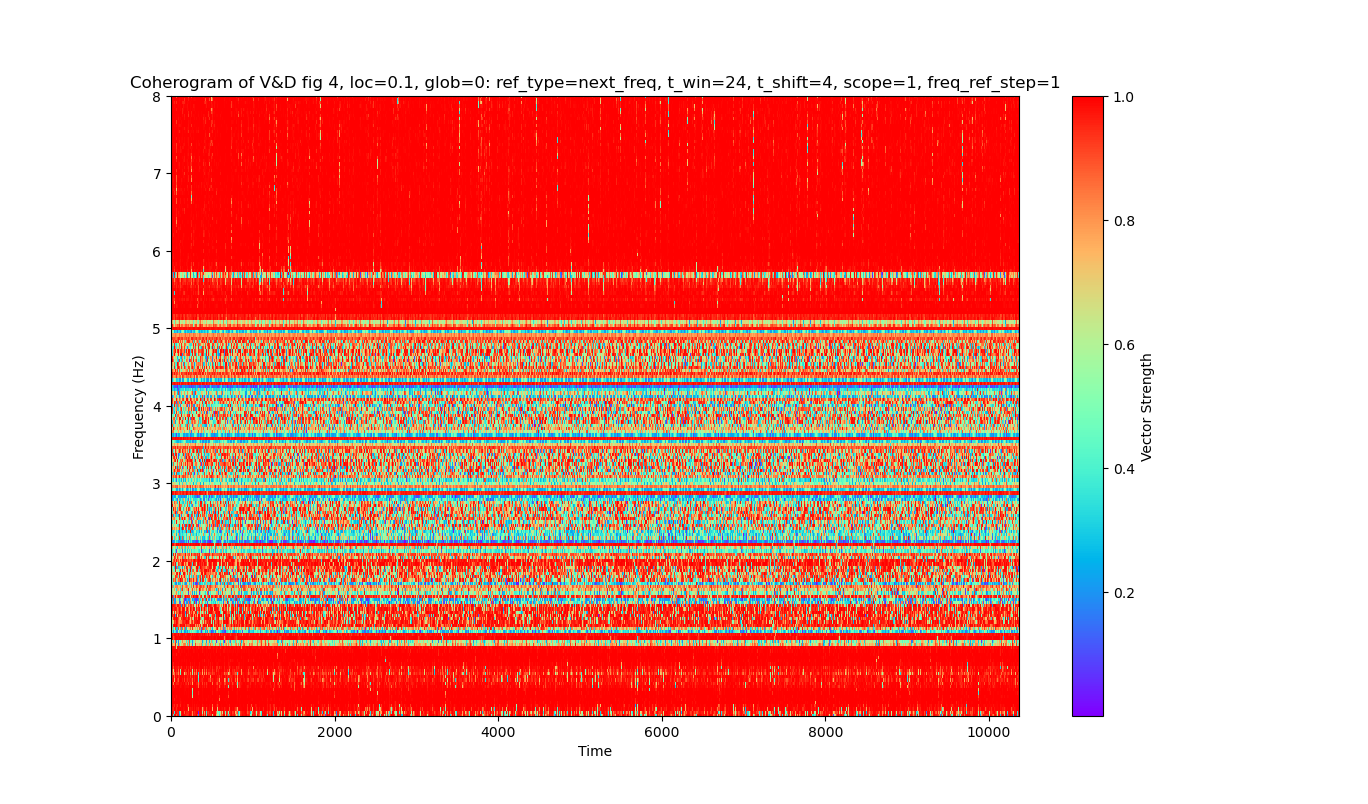 Coherogram of V&D fig 4, loc=0.1, glob=0: ref_type=next_freq, t_win=24, t_shift=4, scope=1, freq_ref_step=1
8
7
6
5
4
3
2
1
0
Frequency (Hz)
0 2000 4000 6000 8000 10000
Time
1.0
0.8
0.6
0.4
0.2
Vector Strength